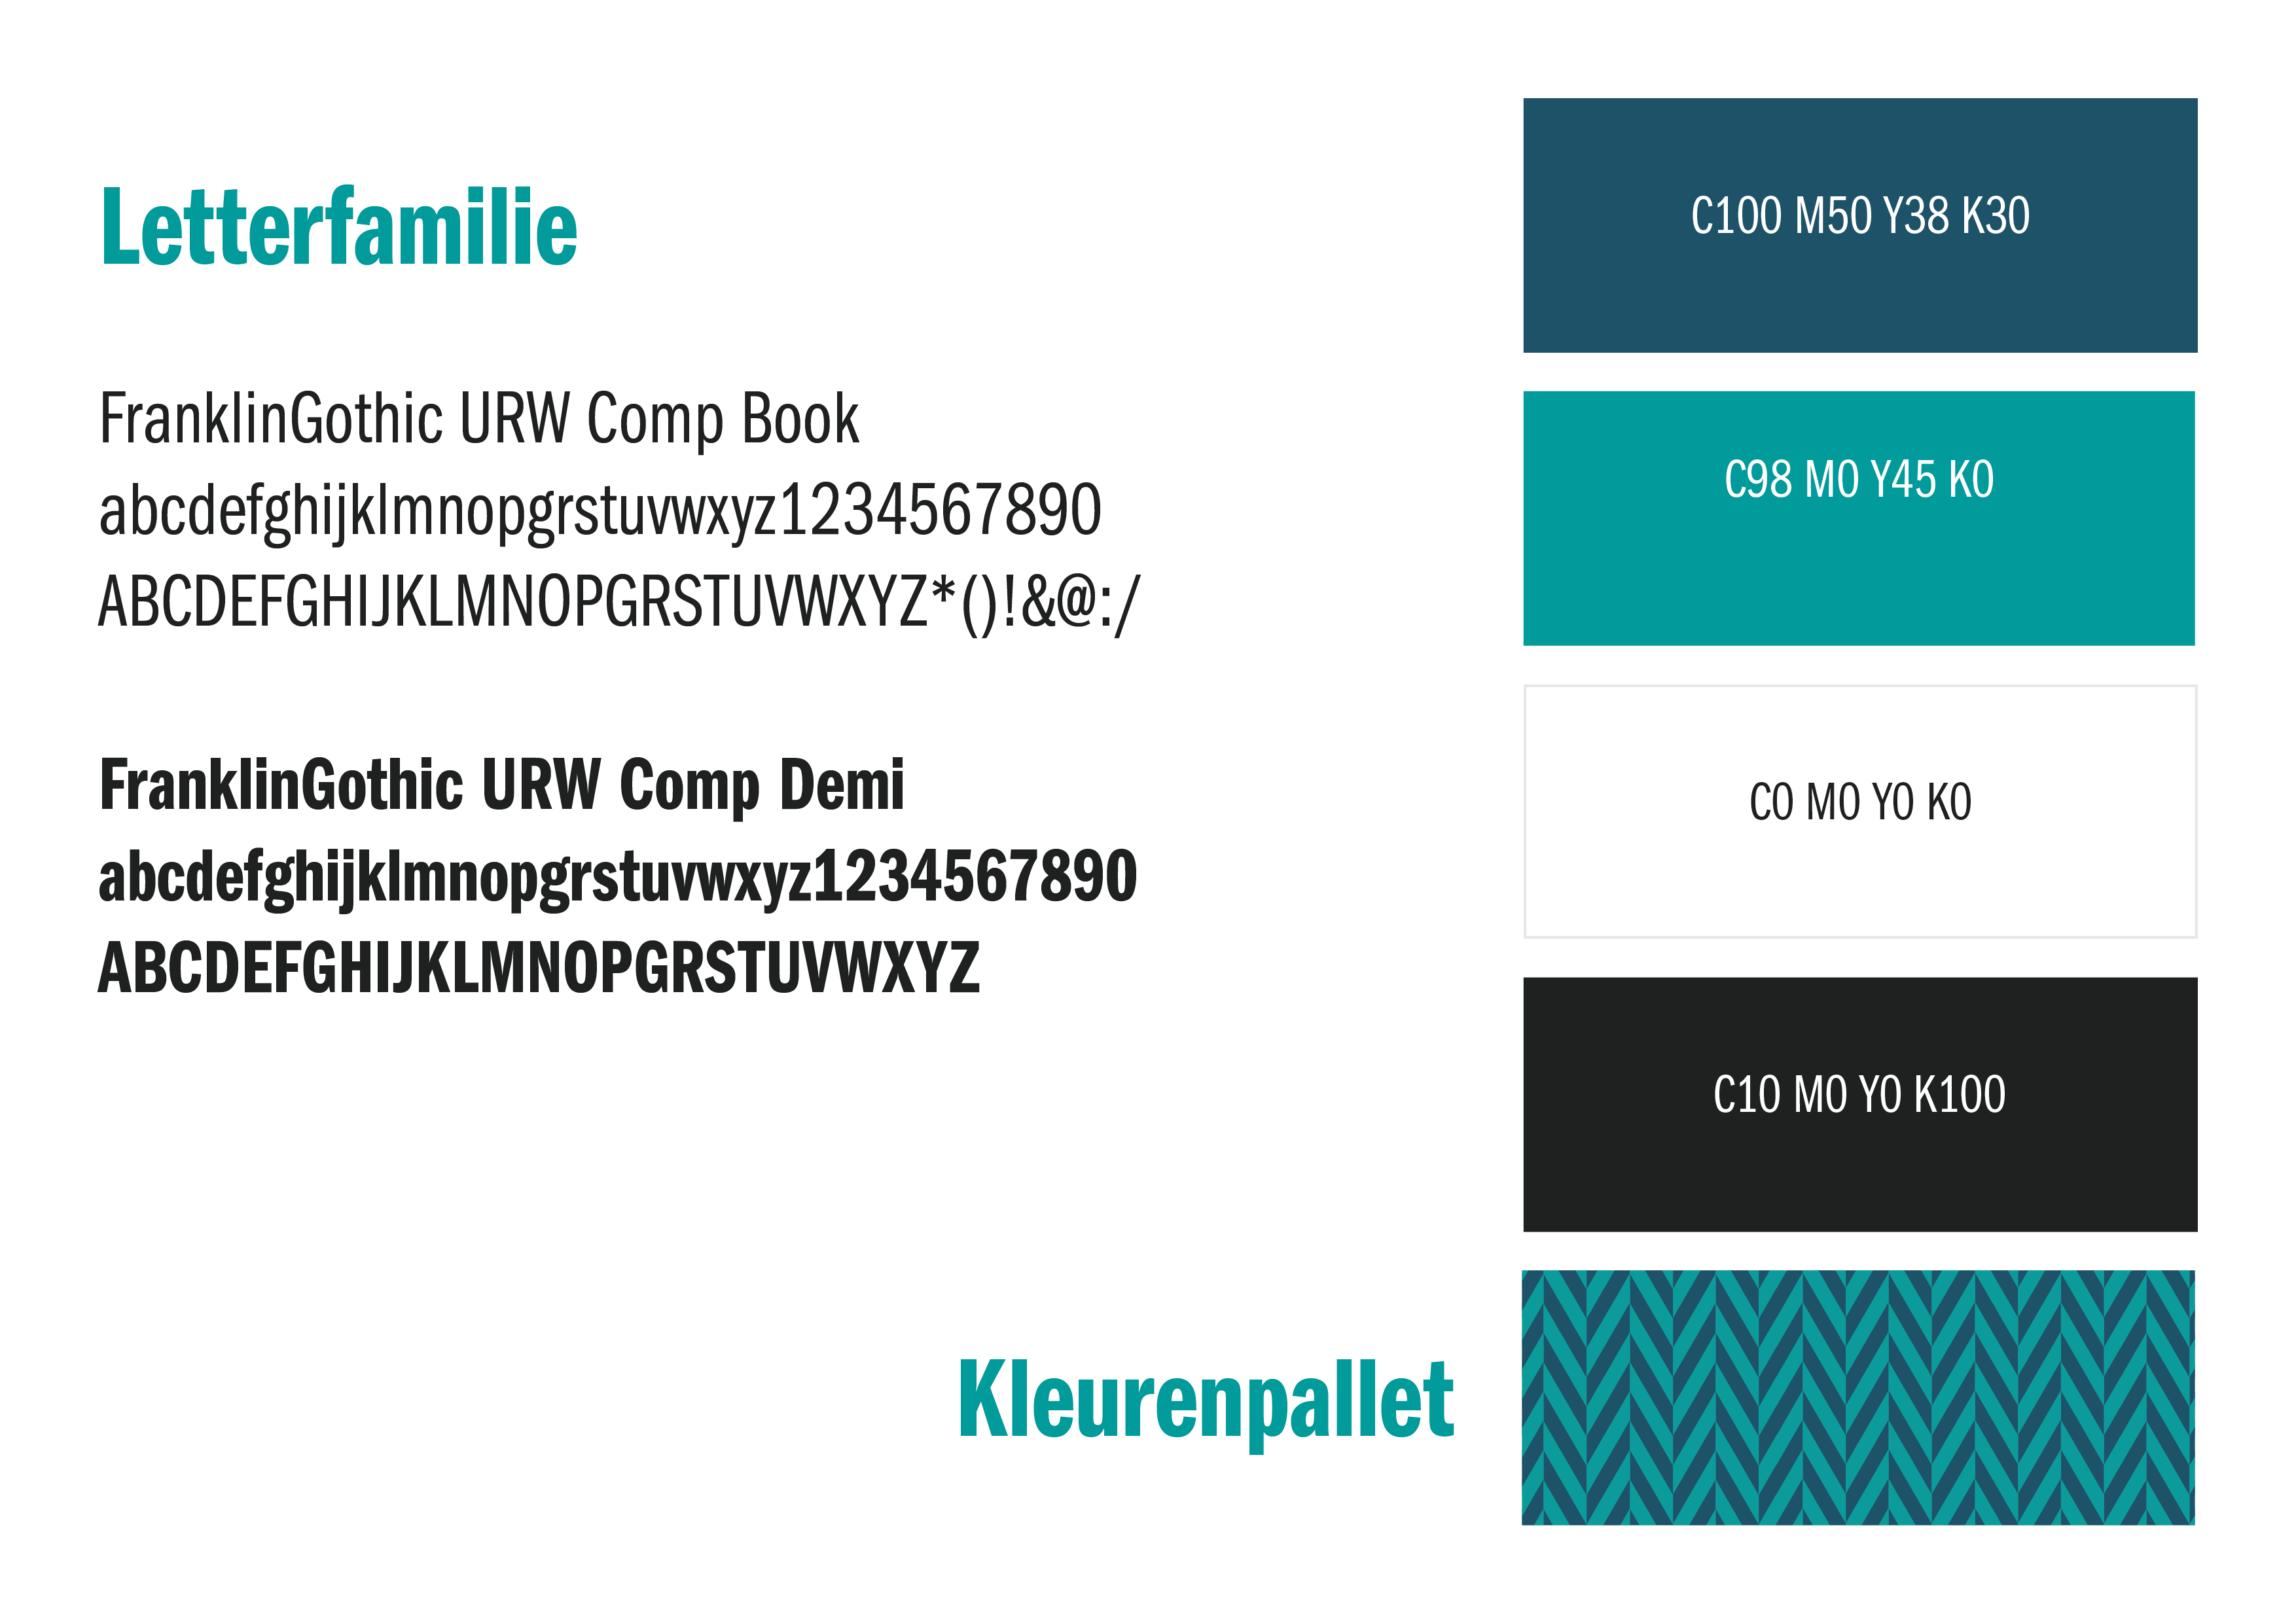 Letterfamilie
FranklinGothic URW Comp Book
abcdefghijklmnopgrstuvwxyz1234567890
ABCDEFGHIJKLMNOPGRSTUVWXYZ*()!&@:/
FranklinGothic URW Comp Demi
abcdefghijklmnopgrstuvwxyz1234567890
ABCDEFGHIJKLMNOPGRSTUVWXYZ
C100 M50 Y38 K30
C98 M0 Y45 K0
C0 M0 Y0 K0
C10 M0 Y0 K100
Kleurenpallet